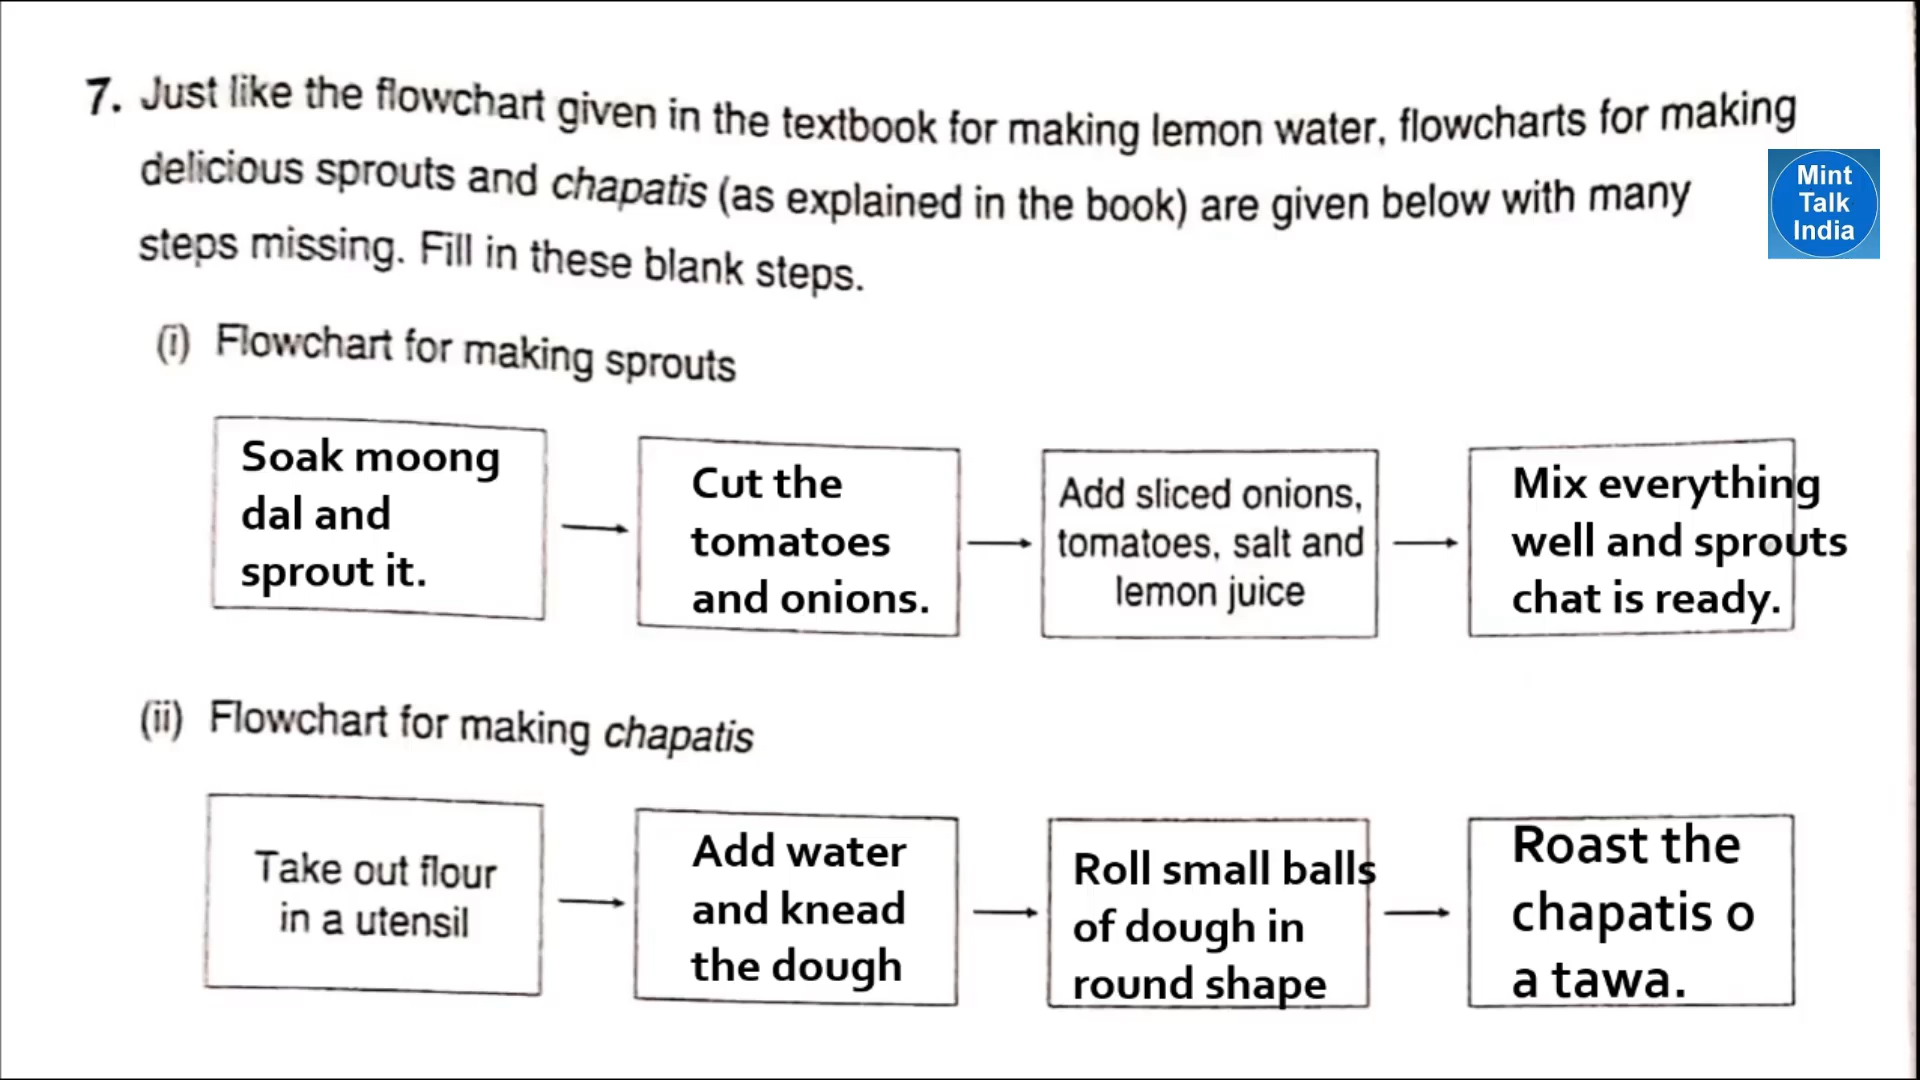 7. Just like the flowchart given in the textbook for making lemon water, flowcharts for making
delicious sprouts and chapatis (as explained in the book) are given below with many
steps missing. Fill in these blank steps.
Mint
Talk
India
(i) Flowchart for making sprouts
Soak moong
dal and
sprout it.
Cut the
tomatoes
and onions.
Add sliced onions,
tomatoes, salt and
lemon juice
Mix everything
well and sprouts
chat is ready.
(ii) Flowchart for making chapatis
Take out flour
in a utensil
Add water
and knead
the dough
Roll small balls
of dough in
round shape
Roast the
chapatis o
a tawa.